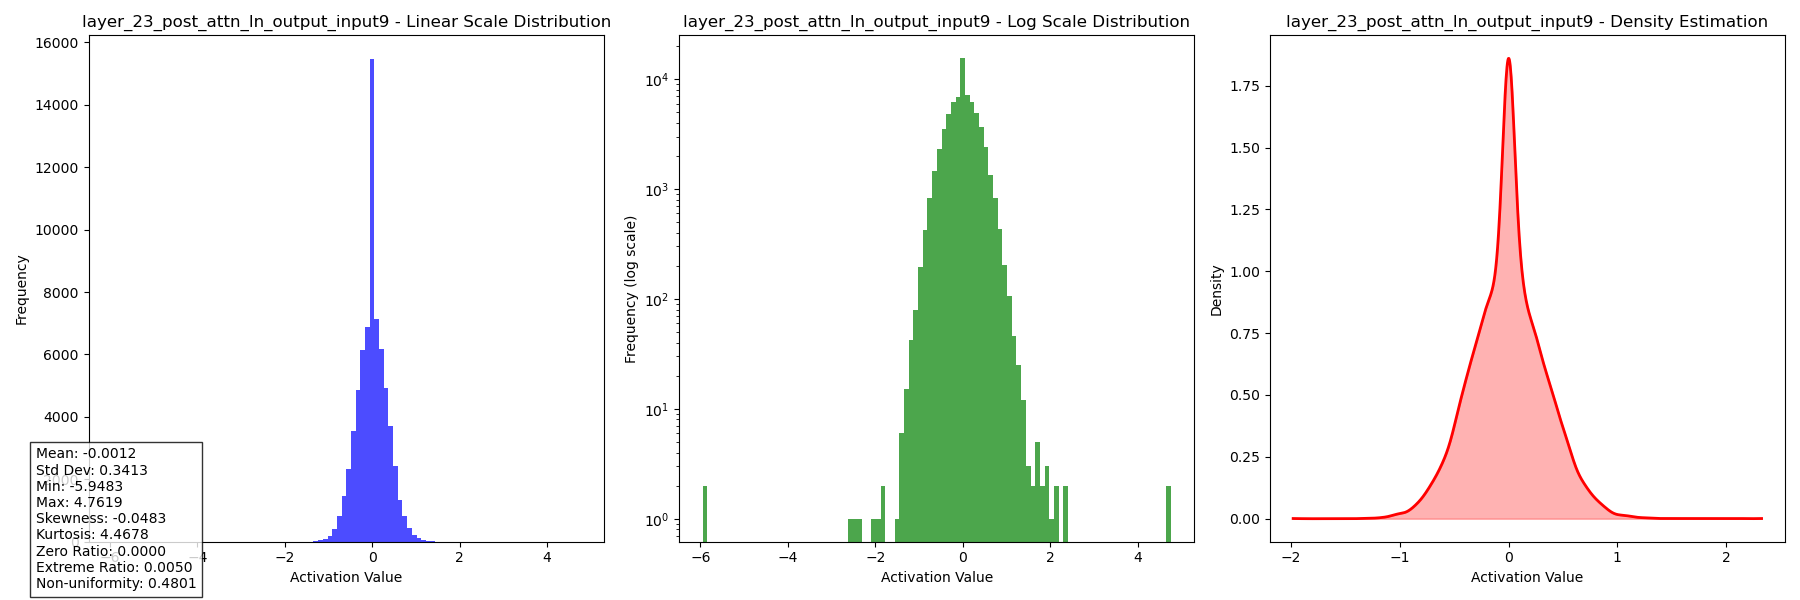 layer_23_post_attn_ln_output_input9 - Linear Scale Distribution
16000
14000
12000
10000
8000
6000
4000
2000
0
Frequency
−6
−4
−2
0
2
4
Activation Value
Mean: -0.0012
Std Dev: 0.3413
Min: -5.9483
Max: 4.7619
Skewness: -0.0483
Kurtosis: 4.4678
Zero Ratio: 0.0000
Extreme Ratio: 0.0050
Non-uniformity: 0.4801
layer_23_post_attn_ln_output_input9 - Log Scale Distribution
10⁴
10³
10²
10¹
10⁰
Frequency (log scale)
−6
−4
−2
0
2
4
Activation Value
layer_23_post_attn_ln_output_input9 - Density Estimation
1.75
1.50
1.25
1.00
0.75
0.50
0.25
0.00
Density
−2
−1
0
1
2
Activation Value